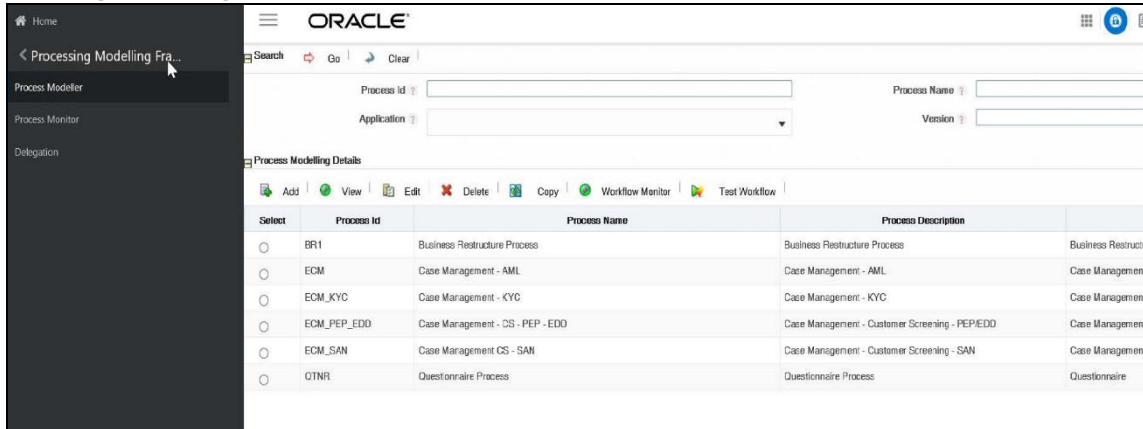 Home
ORACLE
Processing Modelling Fra...
Search Go Clear
Process Modeller
Process Id ? Process Name ?
Process Monitor
Application ? Version ?
Delegation
Process Modelling Details
Add View Edit Delete Copy Workflow Monitor Test Workflow
Select Process Id Process Name Process Description
BR1 Business Restructure Process Business Restructure Process Business Restruct
ECM Case Management - AML Case Management - AML Case Managemen
ECM_KYC Case Management - KYC Case Management - KYC Case Managemen
ECM_PEP_EDD Case Management - CS - PEP - EDD Case Management - Customer Screening - PEP/EDD Case Managemen
ECM_SAN Case Management CS - SAN Case Management - Customer Screening - SAN Case Managemen
QTNR Questionnaire Process Questionnaire Process Questionnaire